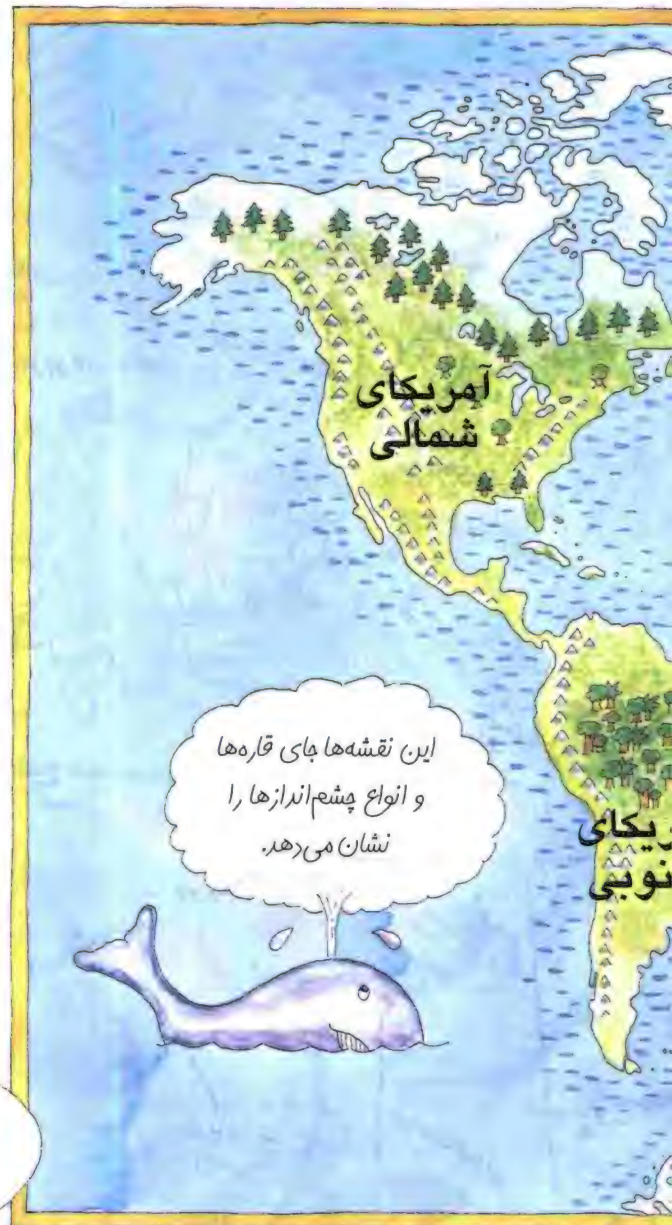 آمریکای
شمالی
این نقشه‌ها جای قاره‌ها
و انواع چشم‌اندازها را
نشان می‌دهد.